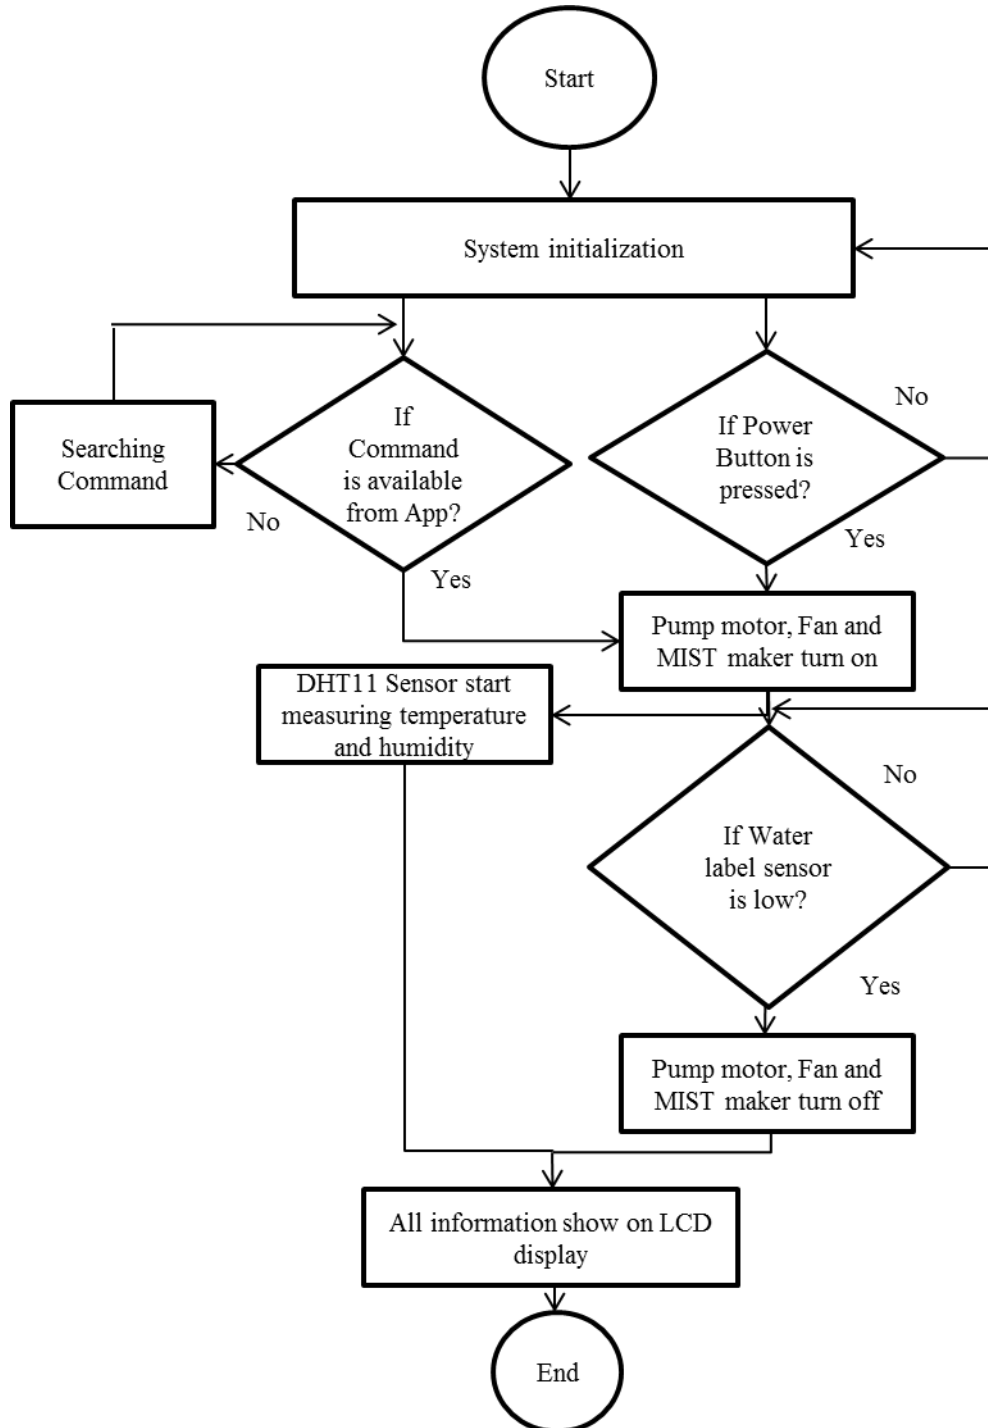 Start
System initialization
If
Command
is available
from App?
No
Searching
Command
Yes
If Power
Button is
pressed?
No
Yes
Pump motor, Fan and
MIST maker turn on
DHT11 Sensor start
measuring temperature
and humidity
If Water
label sensor
is low?
No
Yes
Pump motor, Fan and
MIST maker turn off
All information show on LCD
display
End